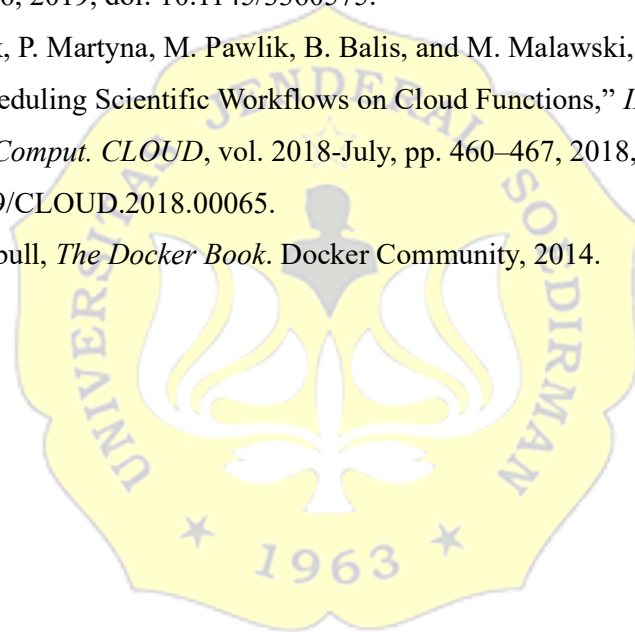 6, 2019, doi: 10.1145/3300575.
k, P. Martyna, M. Pawlik, B. Balis, and M. Malawski,
eduling Scientific Workflows on Cloud Functions,” I
Comput. CLOUD, vol. 2018-July, pp. 460–467, 2018,
9/CLOUD.2018.00065.
bull, The Docker Book. Docker Community, 2014.
UNIVERSITAS JENDERAL SOEDIRMAN
1963